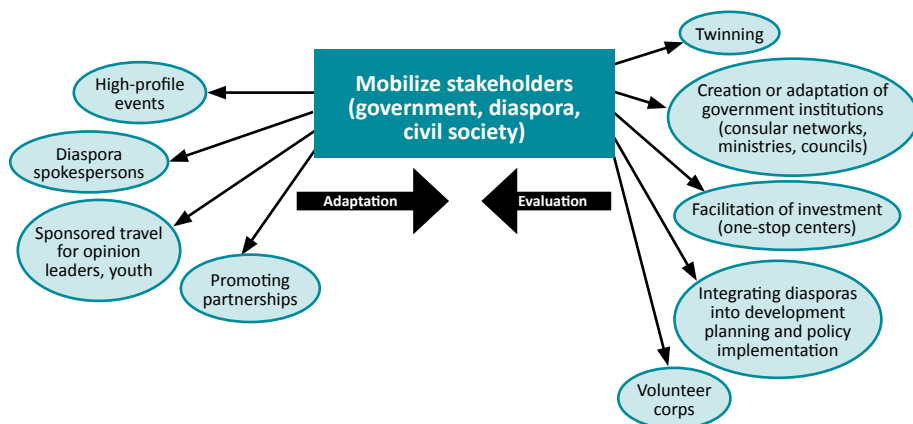 Mobilize stakeholders
(government, diaspora,
civil society)
High-profile
events
Diaspora
spokespersons
Sponsored travel
for opinion
leaders, youth
Promoting
partnerships
Adaptation
Evaluation
Twinning
Creation or adaptation of
government institutions
(consular networks,
ministries, councils)
Facilitation of investment
(one-stop centers)
Integrating diasporas
into development
planning and policy
implementation
Volunteer
corps